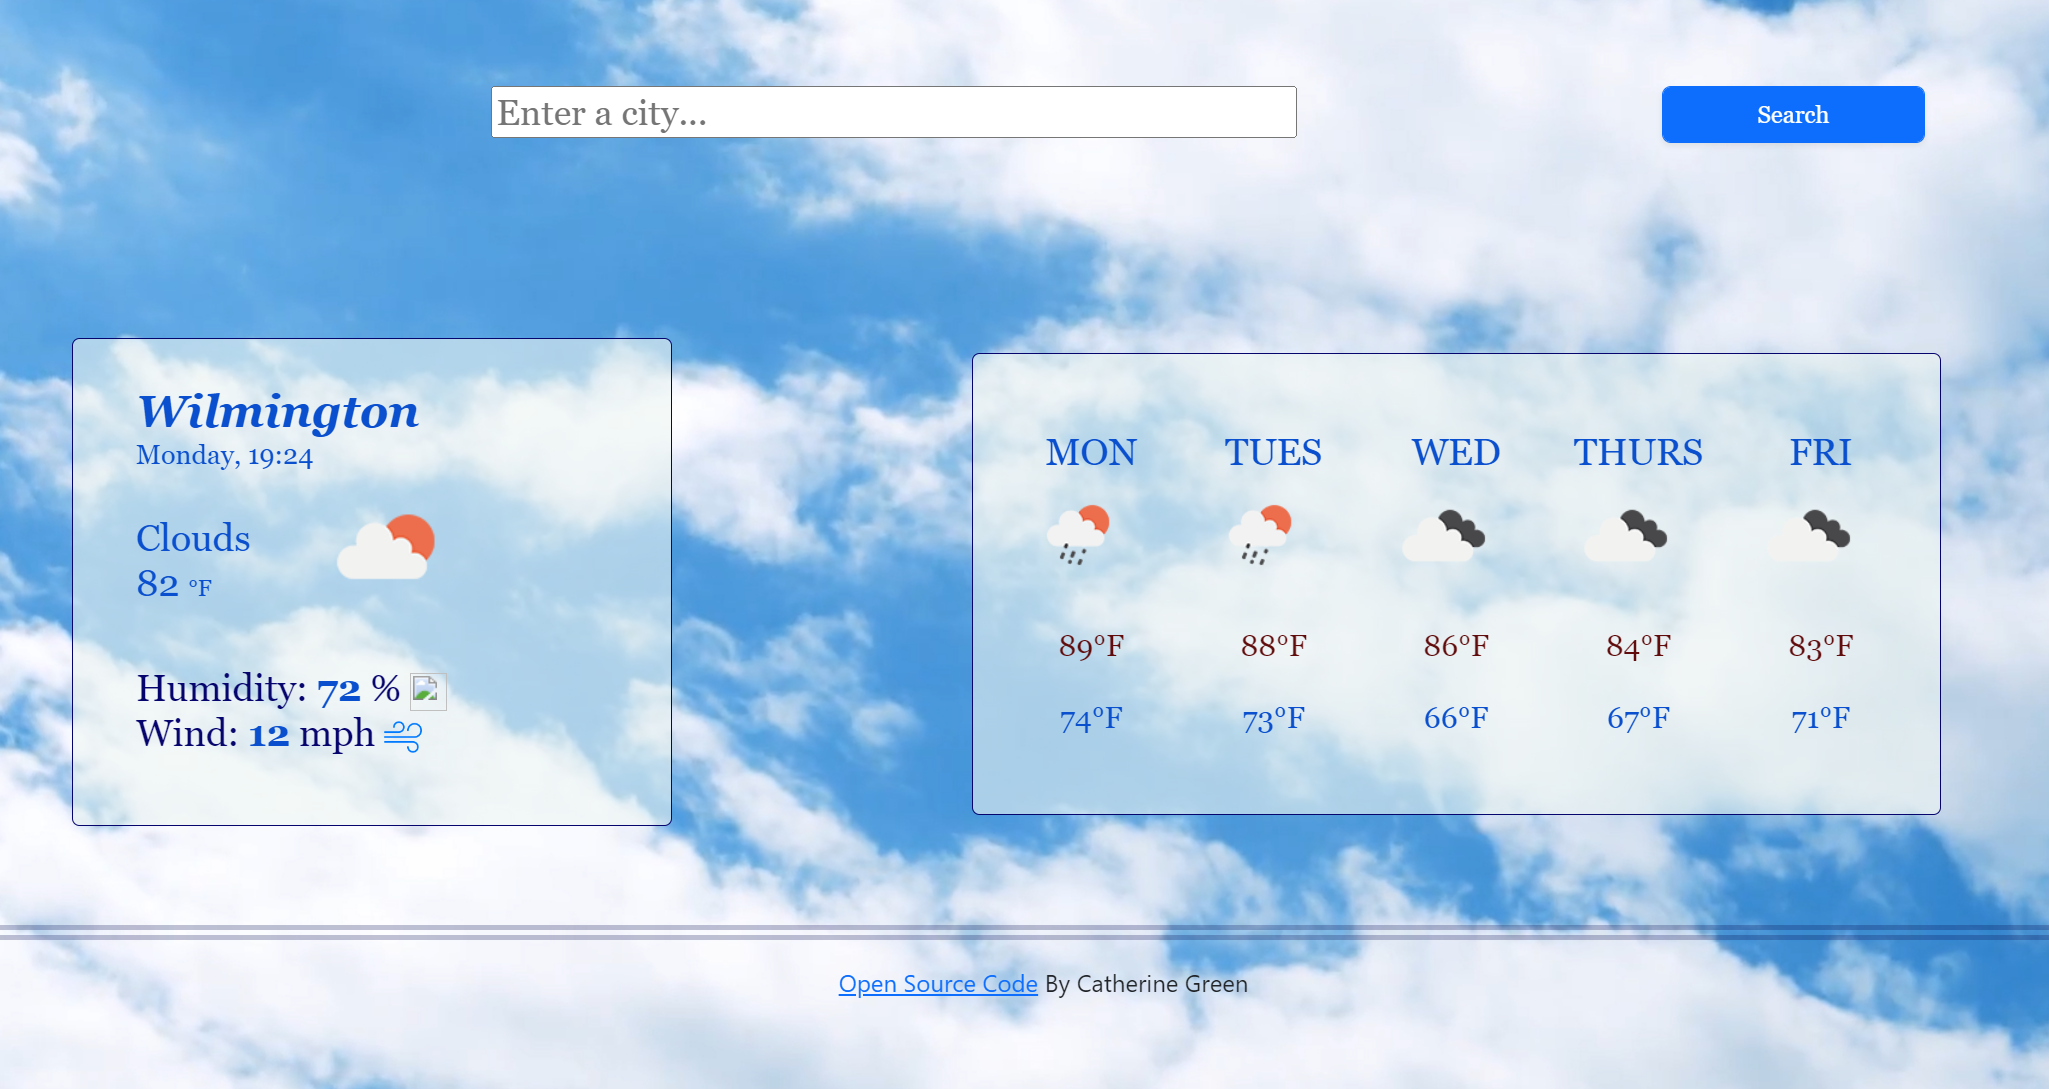 Enter a city...
Search
Wilmington
Monday, 19:24
Clouds
82 °F
Humidity: 72 %
Wind: 12 mph
MON TUES WED THURS FRI
89°F 88°F 86°F 84°F 83°F
74°F 73°F 66°F 67°F 71°F
Open Source Code By Catherine Green